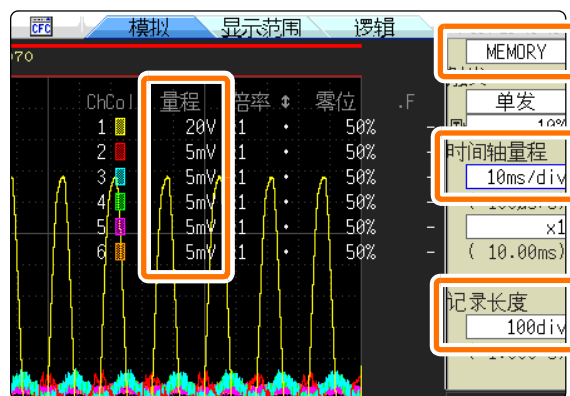 CFC 模拟 显示范围 逻辑
070
MEMORY
单发
ChCol 量程 倍率 零位 .F
1 20V x1 50% -
2 5mV x1 50% -
3 5mV x1 50% -
4 5mV x1 50% -
5 5mV x1 50% -
6 5mV x1 50% -
时间轴量程
10ms/div
x1
( 10.00ms)
记录长度
100div